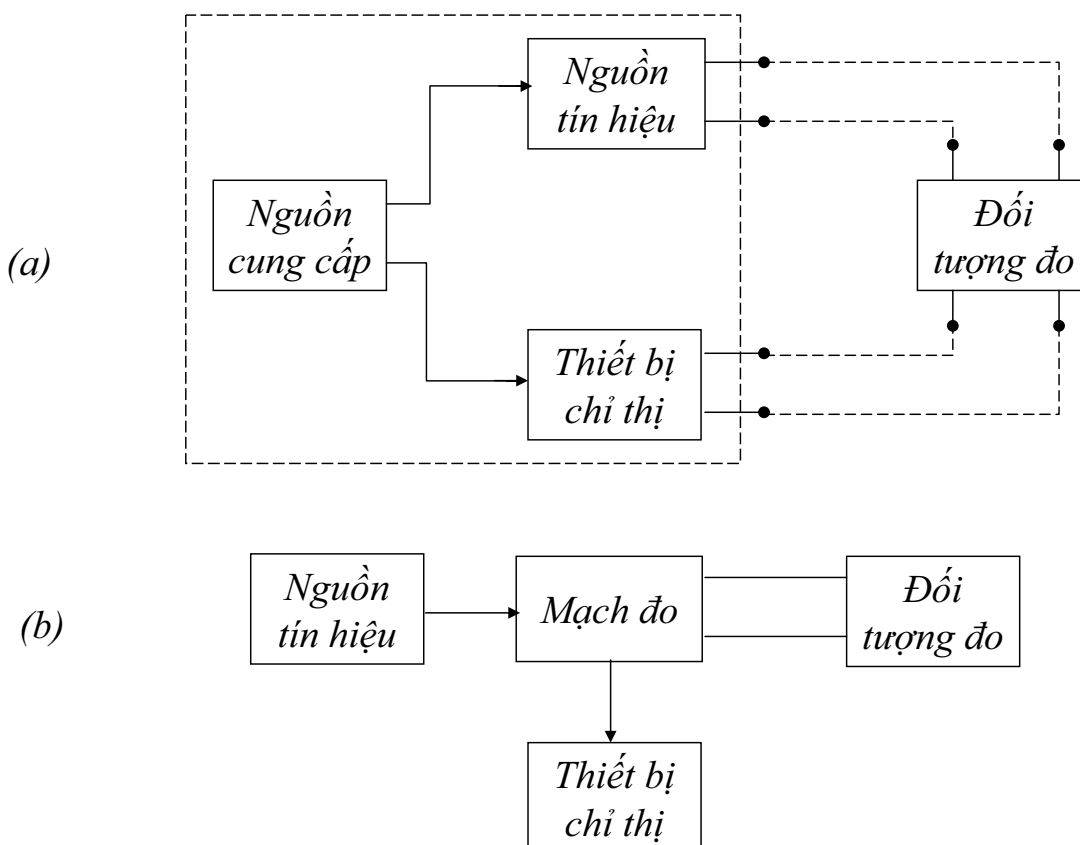 Nguồn
tín hiệu
Nguồn
cung cấp
Đối
tượng đo
(a)
Thiết bị
chỉ thị
Nguồn
tín hiệu
Mạch đo
Đối
tượng đo
(b)
Thiết bị
chỉ thị